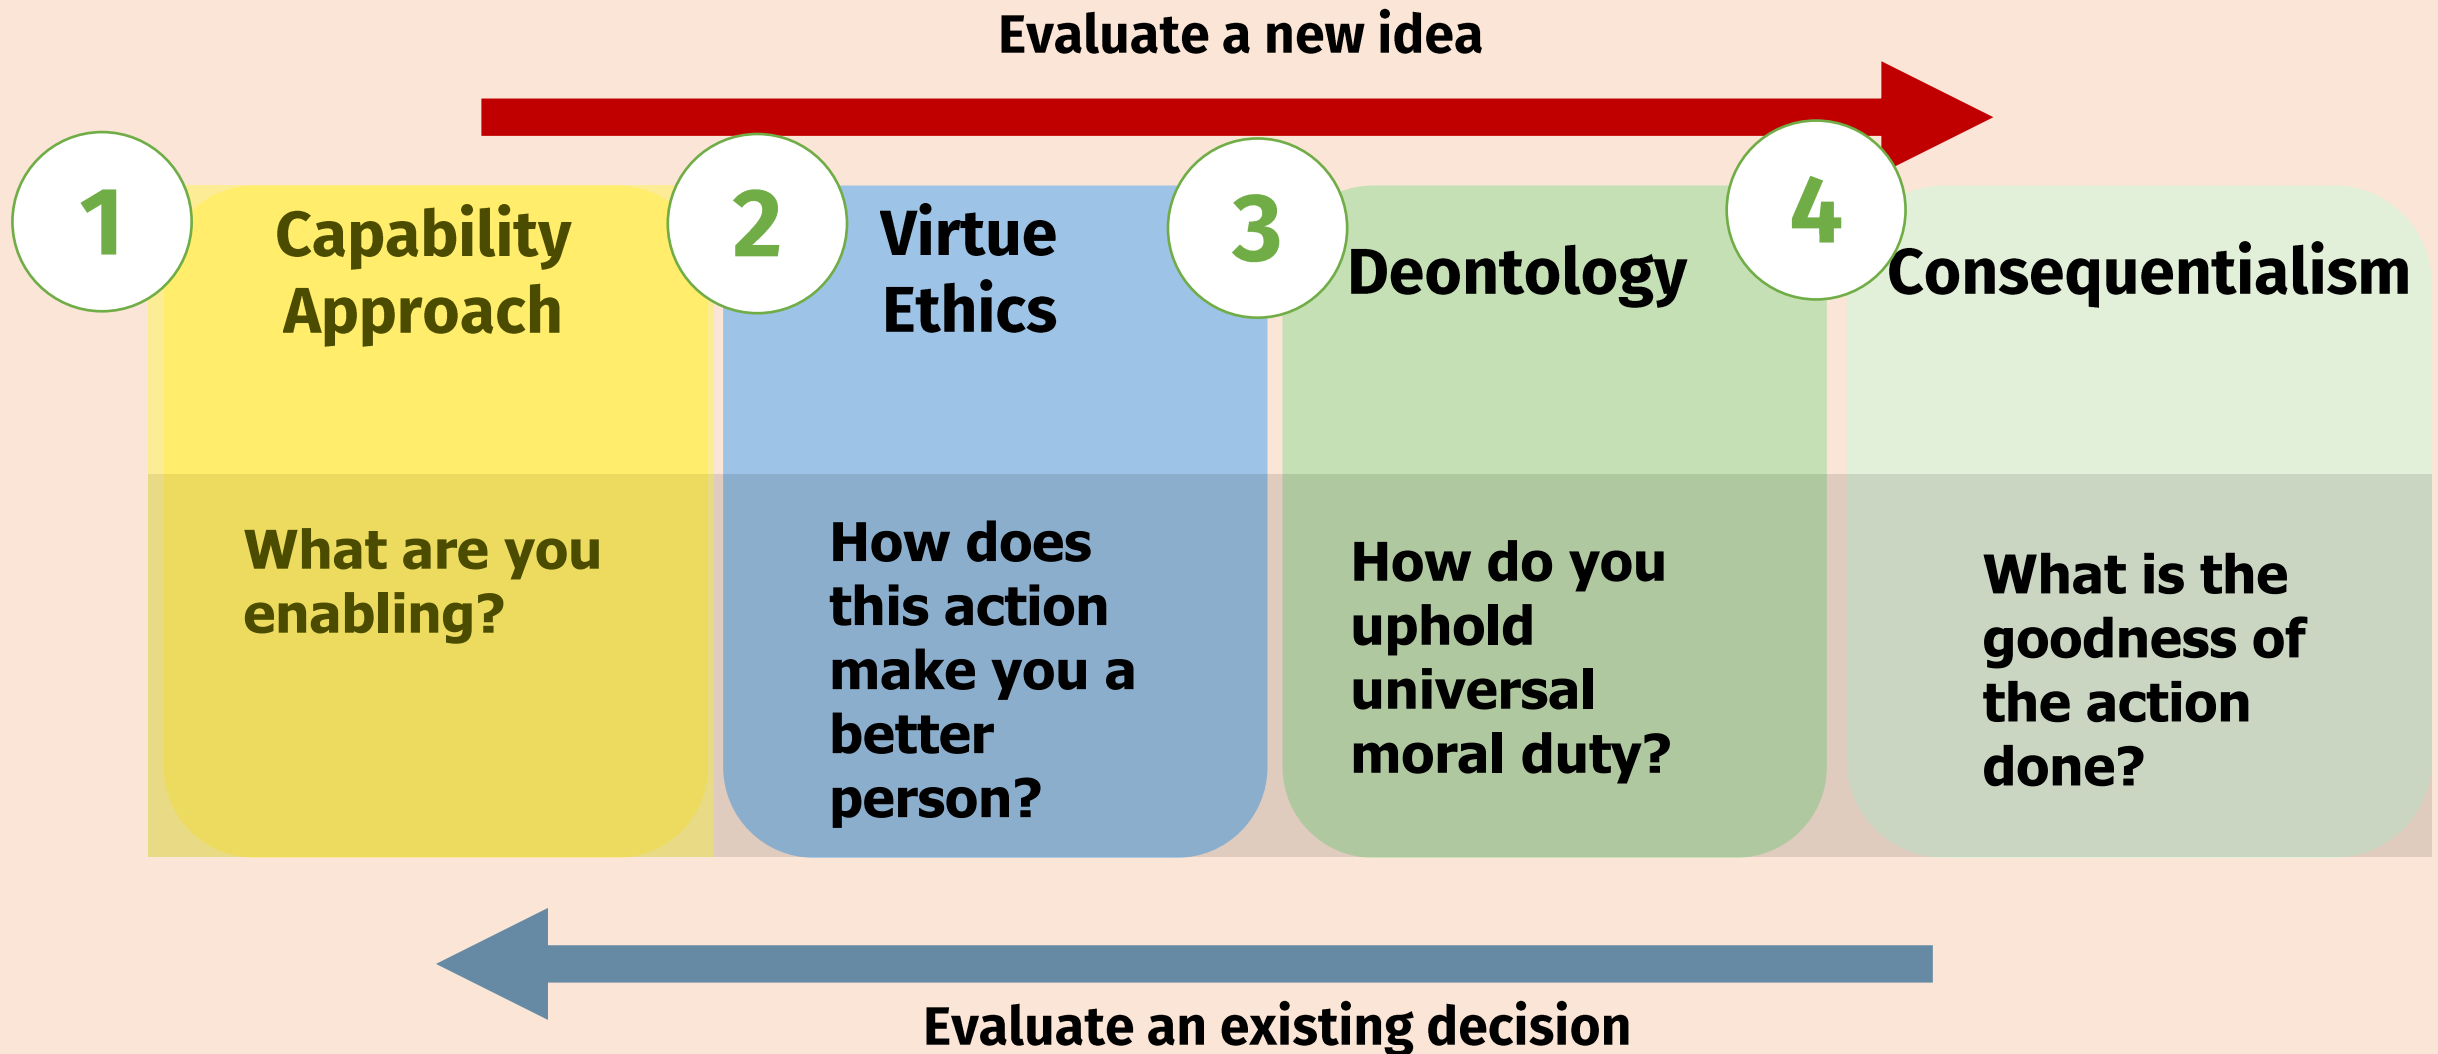 Evaluate a new idea
1
Capability
Approach
What are you
enabling?
2
Virtue
Ethics
How does
this action
make you a
better
person?
3
Deontology
How do you
uphold
universal
moral duty?
4
Consequentialism
What is the
goodness of
the action
done?
Evaluate an existing decision